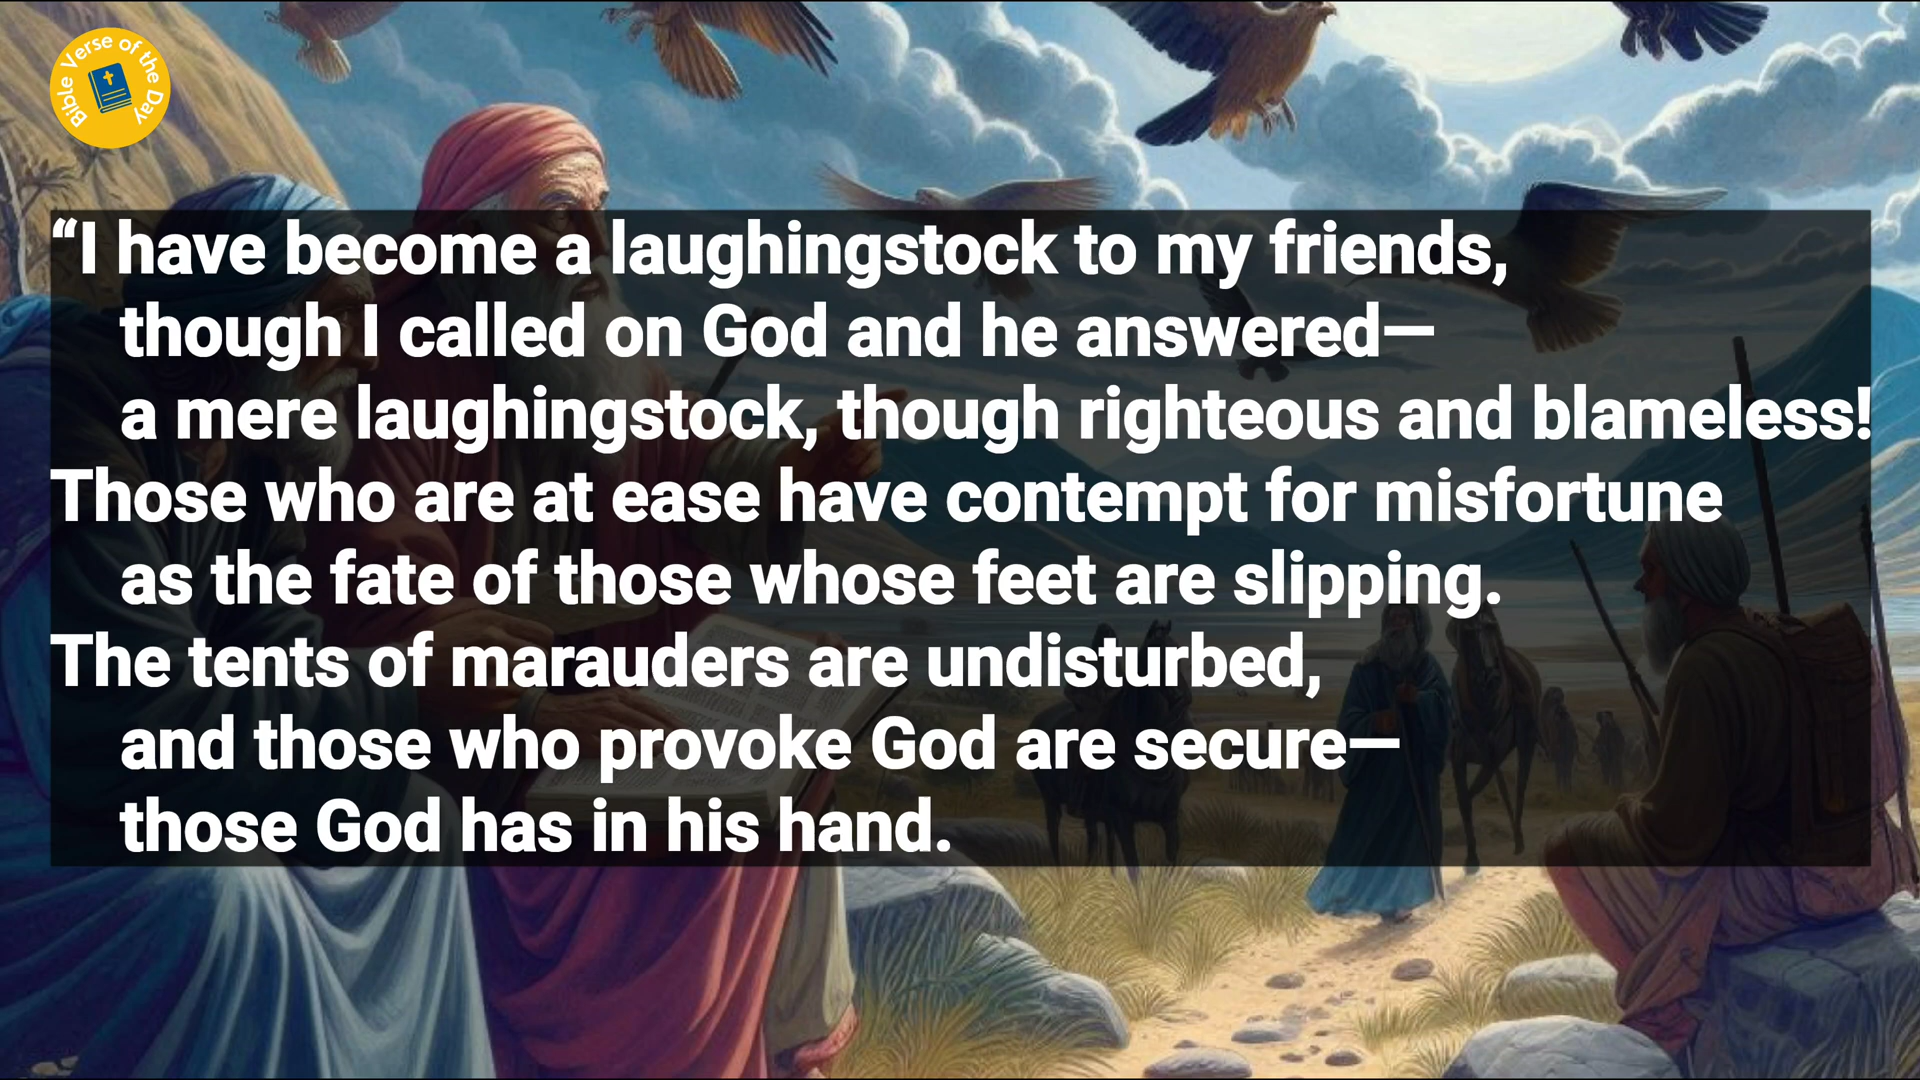 Bible Verse of the Day
“I have become a laughingstock to my friends,
though I called on God and he answered—
a mere laughingstock, though righteous and blameless!
Those who are at ease have contempt for misfortune
as the fate of those whose feet are slipping.
The tents of marauders are undisturbed,
and those who provoke God are secure—
those God has in his hand.